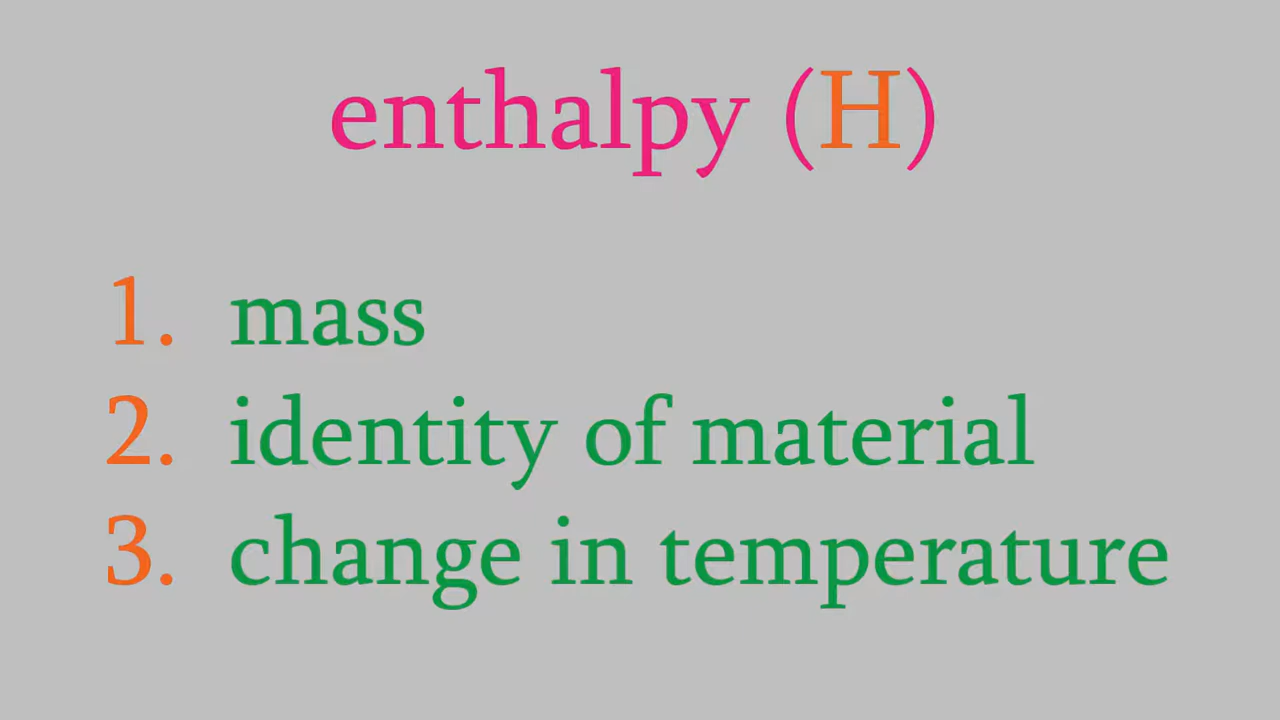 enthalpy (H)
1. mass
2. identity of material
3. change in temperature